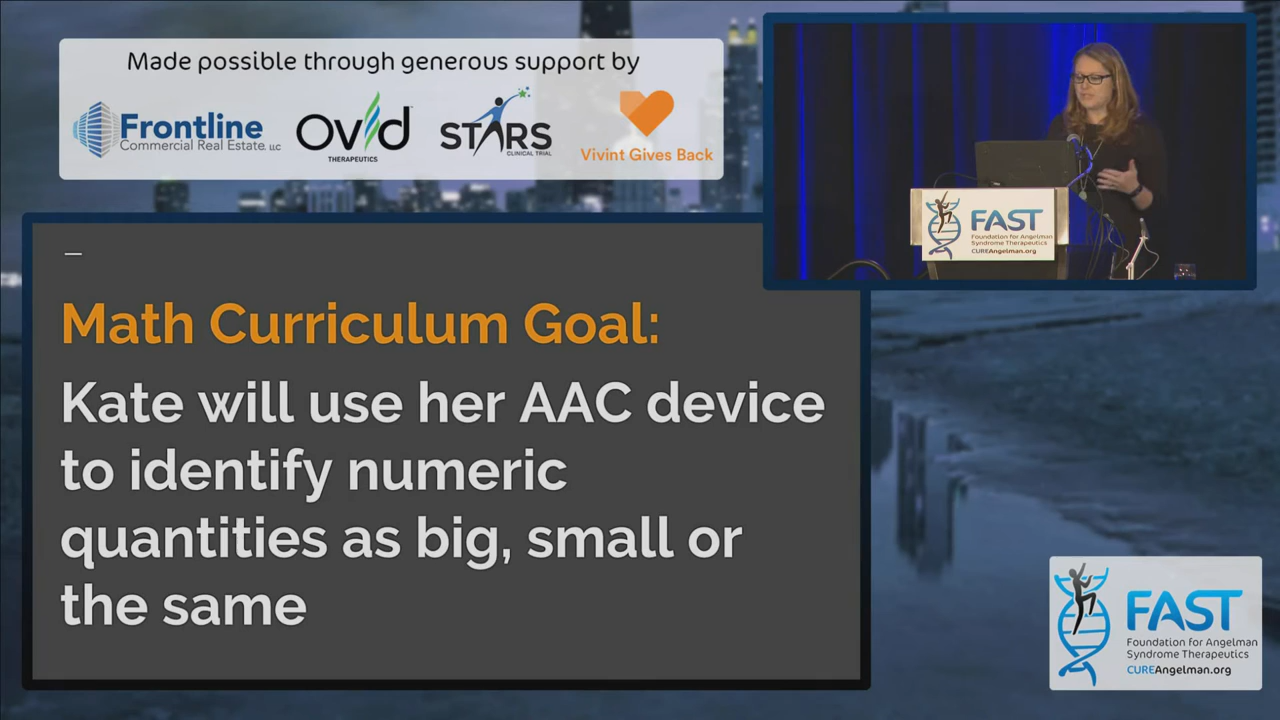 Made possible through generous support by
Frontline
Commercial Real Estate, LLC
Ovid
THERAPEUTICS
STARS
CLINICAL TRIAL
Vivint Gives Back
FAST
Foundation for Angelman
Syndrome Therapeutics
CUREAngelman.org
Math Curriculum Goal:
Kate will use her AAC device
to identify numeric
quantities as big, small or
the same
FAST
Foundation for Angelman
Syndrome Therapeutics
CUREAngelman.org